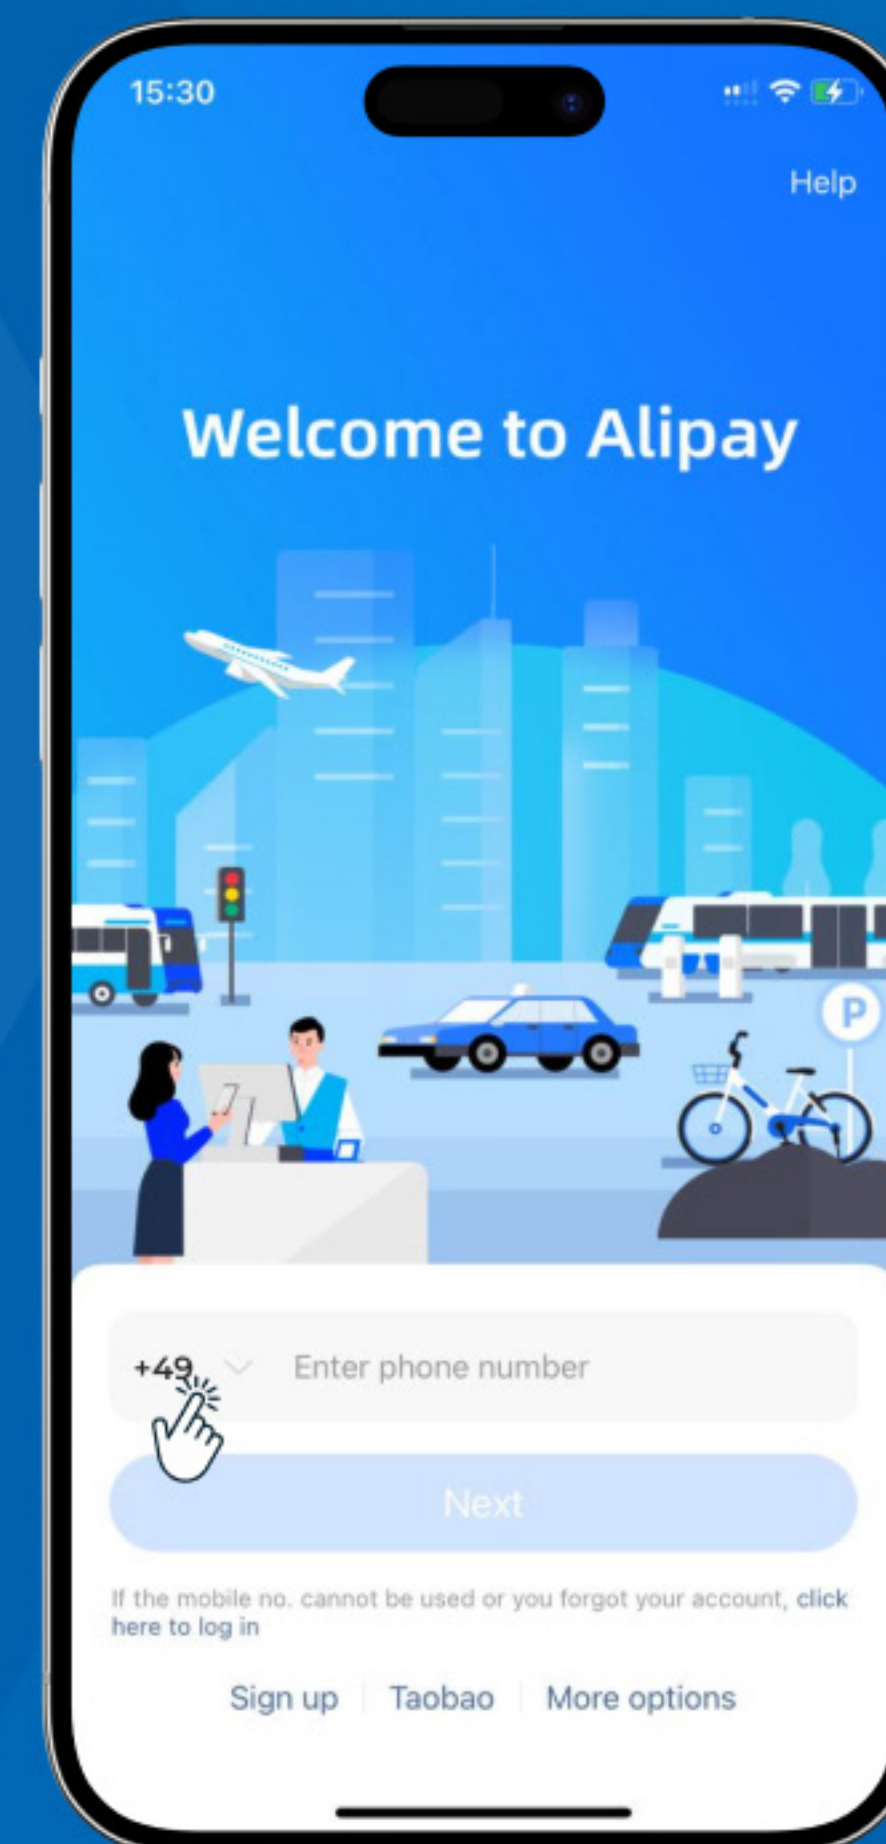 15:30
Help
Welcome to Alipay
P
+49 Enter phone number
Next
If the mobile no. cannot be used or you forgot your account, click
here to log in
Sign up Taobao More options